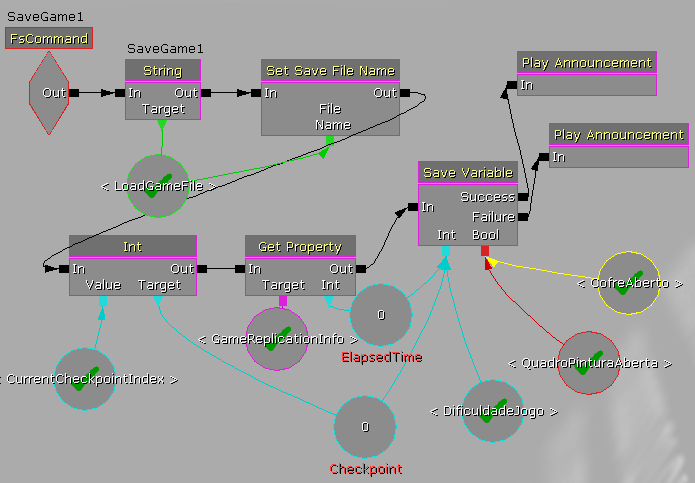 SaveGame1
FsCommand
Out
SaveGame1
String
In Out
Target
Set Save File Name
In Out
File
Name
Play Announcement
In
Play Announcement
In
< LoadGameFile >
Save Variable
Success
In
Failure
Int Bool
Int
In Out
Value Target
Get Property
In Out
Target Int
< CofreAberto >
0
ElapsedTime
< GameReplicationInfo >
< QuadroPinturaAberta >
< CurrentCheckpointIndex >
< DificuldadeJogo >
0
Checkpoint